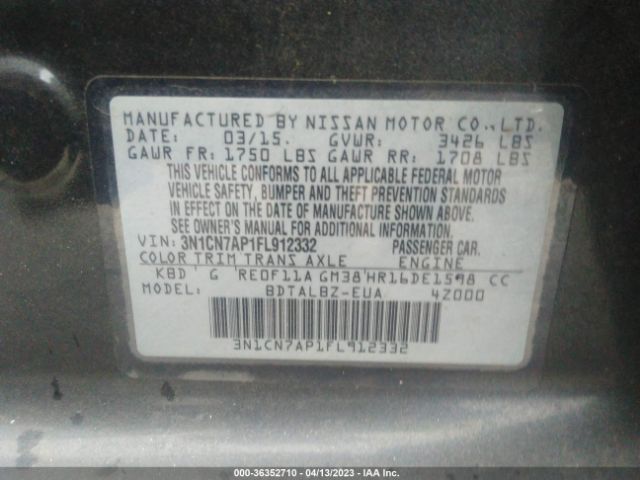 MANUFACTURED BY NISSAN MOTOR CO., LTD.
DATE: 03/15. GVWR: 3426 LBS
GAWR FR: 1750 LBS GAWR RR: 1708 LBS
THIS VEHICLE CONFORMS TO ALL APPLICABLE FEDERAL MOTOR
VEHICLE SAFETY, BUMPER AND THEFT PREVENTION STANDARDS
IN EFFECT ON THE DATE OF MANUFACTURE SHOWN ABOVE.
SEE OWNER'S MANUAL FOR ADDITIONAL INFORMATION.
VIN: 3N1CN7AP1FL912332 PASSENGER CAR.
COLOR TRIM TRANS AXLE ENGINE
KBD G RE0F11A GM38 HR16DE1598 CC
MODEL: BDTALBZ-EUA 4Z000
3N1CN7AP1FL912332
000-36352710 - 04/13/2023 - IAA Inc.